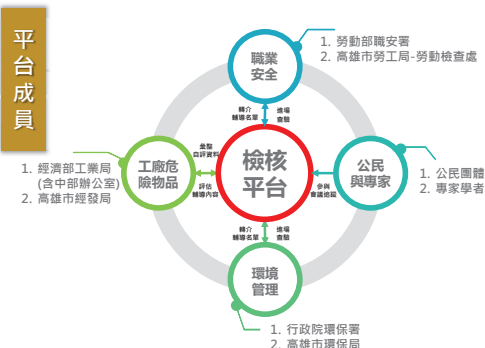 平台成員
職業
安全
1. 勞動部職安署
2. 高雄市勞工局-勞動檢查處
轉介
輔導名單
進場
查驗
彙整
自評資料
工廠危
險物品
評估
輔導內容
1. 經濟部工業局
(含中部辦公室)
2. 高雄市經發局
檢核
平台
參與
會議追蹤
公民
與專家
1. 公民團體
2. 專家學者
轉介
輔導名單
進場
查驗
環境
管理
1. 行政院環保署
2. 高雄市環保局